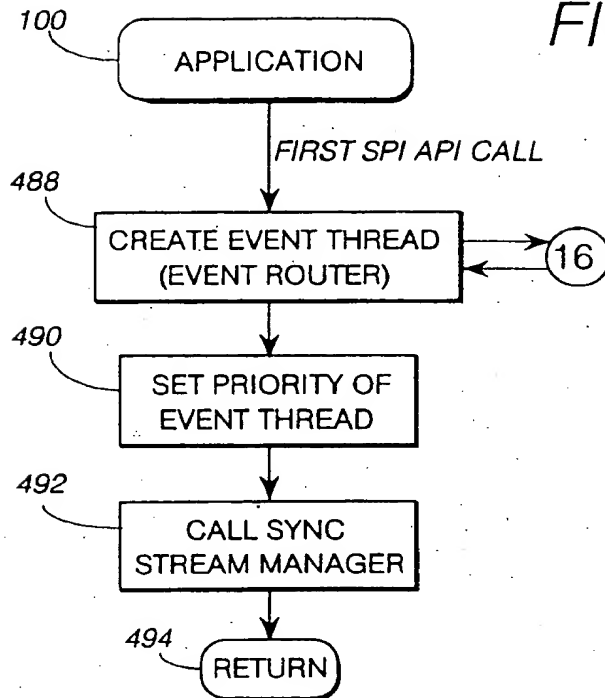 FI
100
APPLICATION
FIRST SPI API CALL
488
CREATE EVENT THREAD
(EVENT ROUTER)
16
490
SET PRIORITY OF
EVENT THREAD
492
CALL SYNC
STREAM MANAGER
494
RETURN